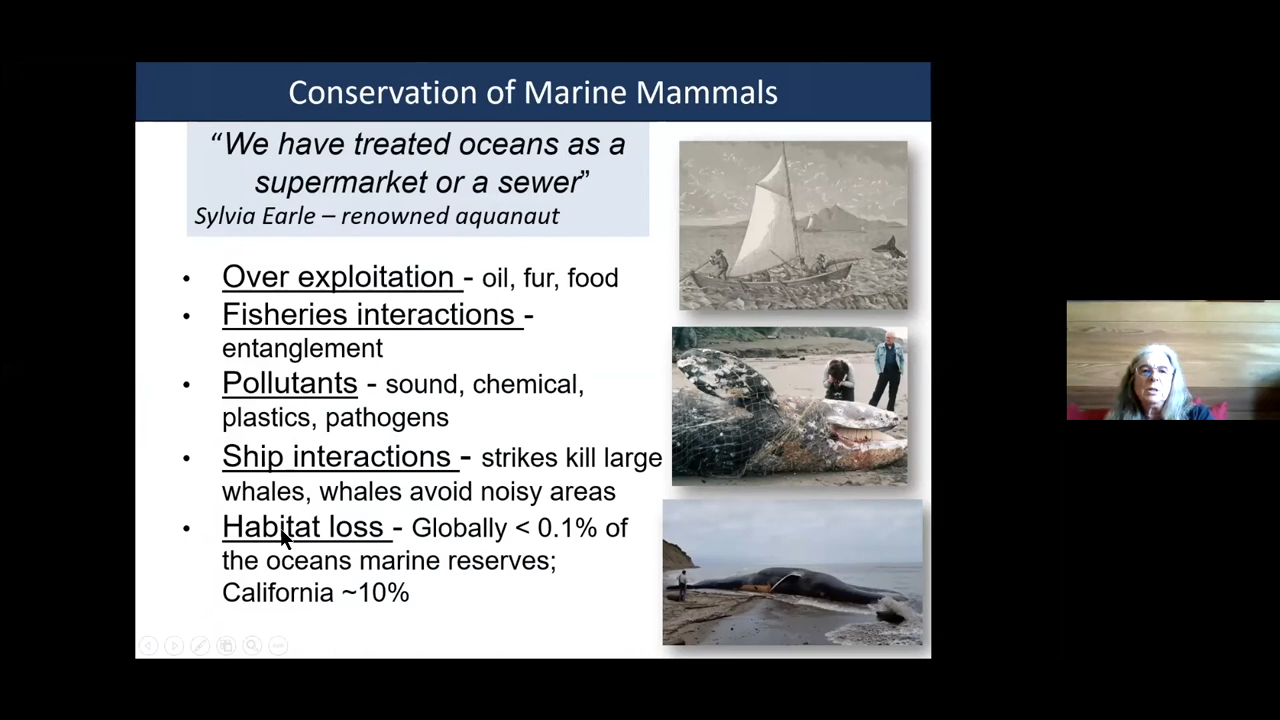 Conservation of Marine Mammals
“We have treated oceans as a
supermarket or a sewer”
Sylvia Earle – renowned aquanaut
• Over exploitation - oil, fur, food
• Fisheries interactions -
entanglement
• Pollutants - sound, chemical,
plastics, pathogens
• Ship interactions - strikes kill large
whales, whales avoid noisy areas
• Habitat loss - Globally < 0.1% of
the oceans marine reserves;
California ~10%